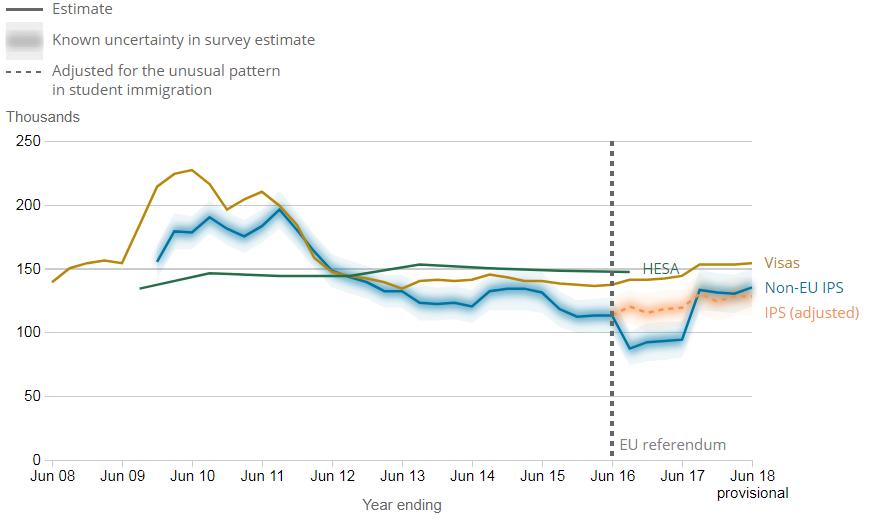 Estimate
Known uncertainty in survey estimate
Adjusted for the unusual pattern
in student immigration
Thousands
250
200
150
100
50
0
HESA
Visas
Non-EU IPS
IPS (adjusted)
EU referendum
Jun 08 Jun 09 Jun 10 Jun 11 Jun 12 Jun 13 Jun 14 Jun 15 Jun 16 Jun 17 Jun 18
provisional
Year ending